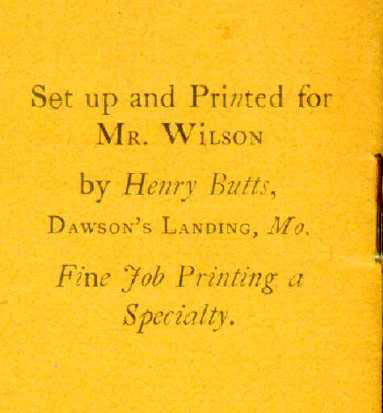 Set up and Printed for
MR. WILSON
by Henry Butts,
DAWSON'S LANDING, Mo.
Fine Job Printing a
Specialty.